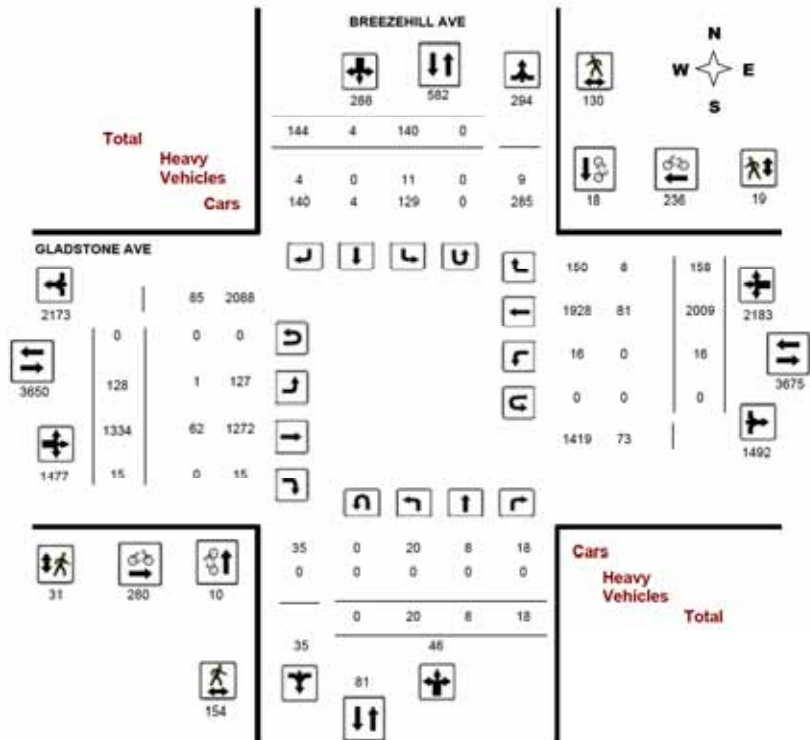 BREEZEHILL AVE
N
W E
S
288 582 294 130
Total 144 4 140 0
Heavy
Vehicles 4 0 11 0 9
Cars 140 4 129 0 285
18 236 19
GLADSTONE AVE
2173
85 2088
0 0 0
3650
128 1 127
1334 62 1272
1477
15 0 15
150 8 158
2183
1928 81 2009
16 0 16
3675
0 0 0
1419 73
1492
31 280 10
154
35 0 20 8 18
0 0 0 0 0
0 20 8 18
35 46
81
Cars
Heavy
Vehicles
Total